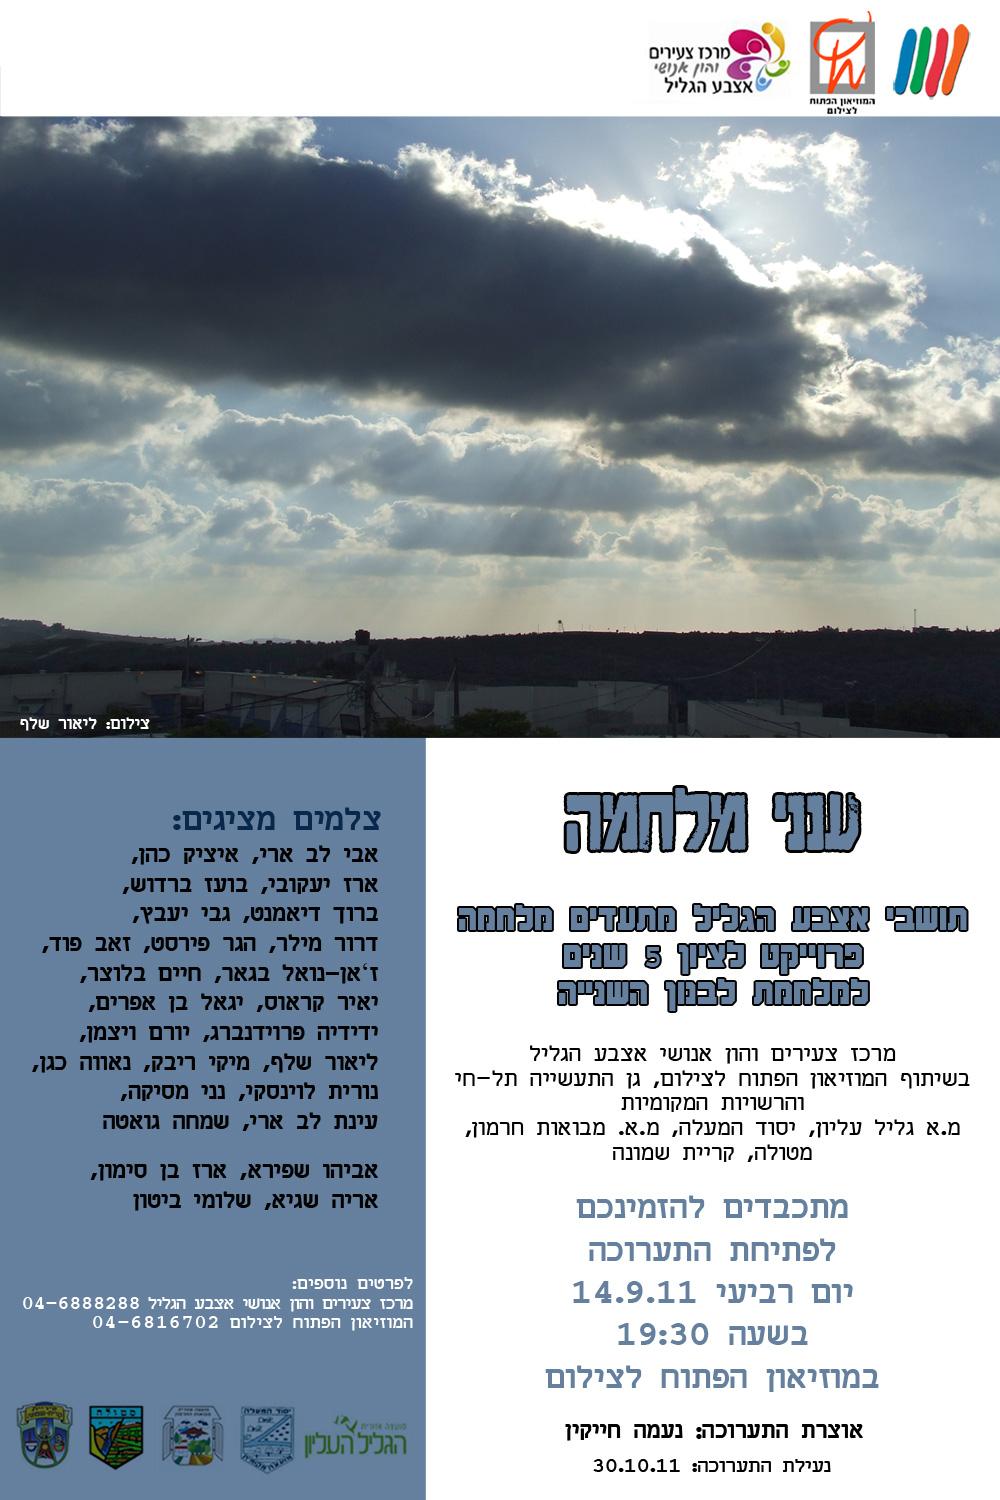 מרכז צעירים
והון אנושי
אצבע הגליל
המוזיאון הפתוח
לצילום
צילום: ליאור שלף
ענני מלחמה
תושבי אצבע הגליל מתעדים מלחמה
פרוייקט לציון 5 שנים
למלחמת לבנון השנייה
מרכז צעירים והון אנושי אצבע הגליל
בשיתוף המוזיאון הפתוח לצילום, גן התעשייה תל-חי
והרשויות המקומיות
מ.א גליל עליון, יסוד המעלה, מ.א. מבואות חרמון,
מטולה, קריית שמונה
מתכבדים להזמינכם
לפתיחת התערוכה
יום רביעי 14.9.11
בשעה 19:30
במוזיאון הפתוח לצילום
אוצרת התערוכה: נעמה חייקין
נעילת התערוכה: 30.10.11
צלמים מציגים:
אבי לב ארי, איציק כהן,
ארז יעקובי, בועז ברדוש,
ברוך דיאמנט, גבי יעבץ,
דרור מילר, הגר פירסט, זאב פוד,
ז'אן-נואל בגאר, חיים בלוצר,
יאיר קראוס, יגאל בן אפרים,
ידידיה פרוידנברג, יורם ויצמן,
ליאור שלף, מיקי ריבק, נאווה כגן,
נורית לוינסקי, נני מסיקה,
עינת לב ארי, שמחה גואטה
אביהו שפירא, ארז בן סימון,
אריה שגיא, שלומי ביטון
לפרטים נוספים:
מרכז צעירים והון אנושי אצבע הגליל 04-6888288
המוזיאון הפתוח לצילום 04-6816702
מטולה
יסוד המעלה
מועצה אזורית
הגליל העליון